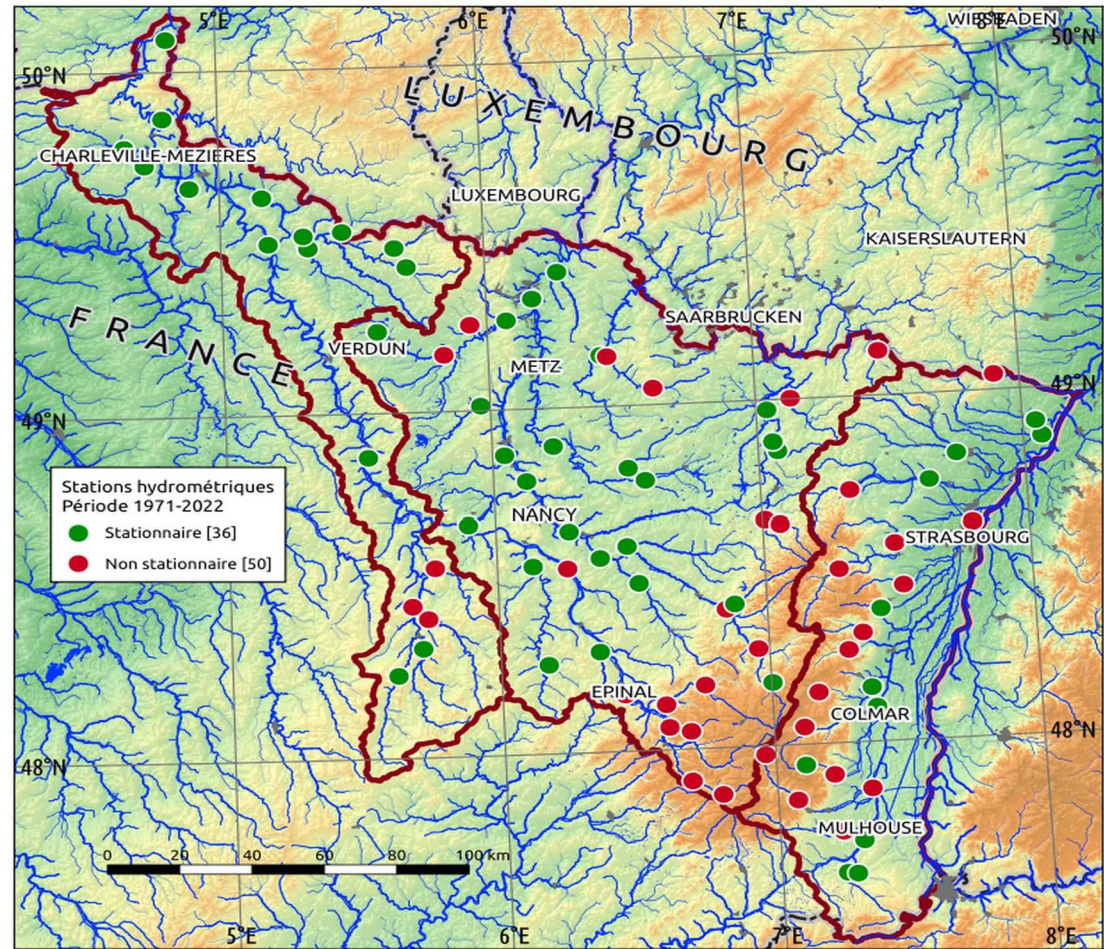 5°E
6°E
7°E
8°E
WIESBADEN
50°N
50°N
LUXEMBOURG
CHARLEVILLE-MEZIERES
LUXEMBOURG
KAISERSLAUTERN
FRANCE
SAARBRUCKEN
VERDUN
METZ
49°N
49°N
Stations hydrométriques
Période 1971-2022
Stationnaire [36]
Non stationnaire [50]
NANCY
STRASBOURG
EPINAL
COLMAR
48°N
48°N
MULHOUSE
0 20 40 60 80 100 km
5°E
6°E
7°E
8°E